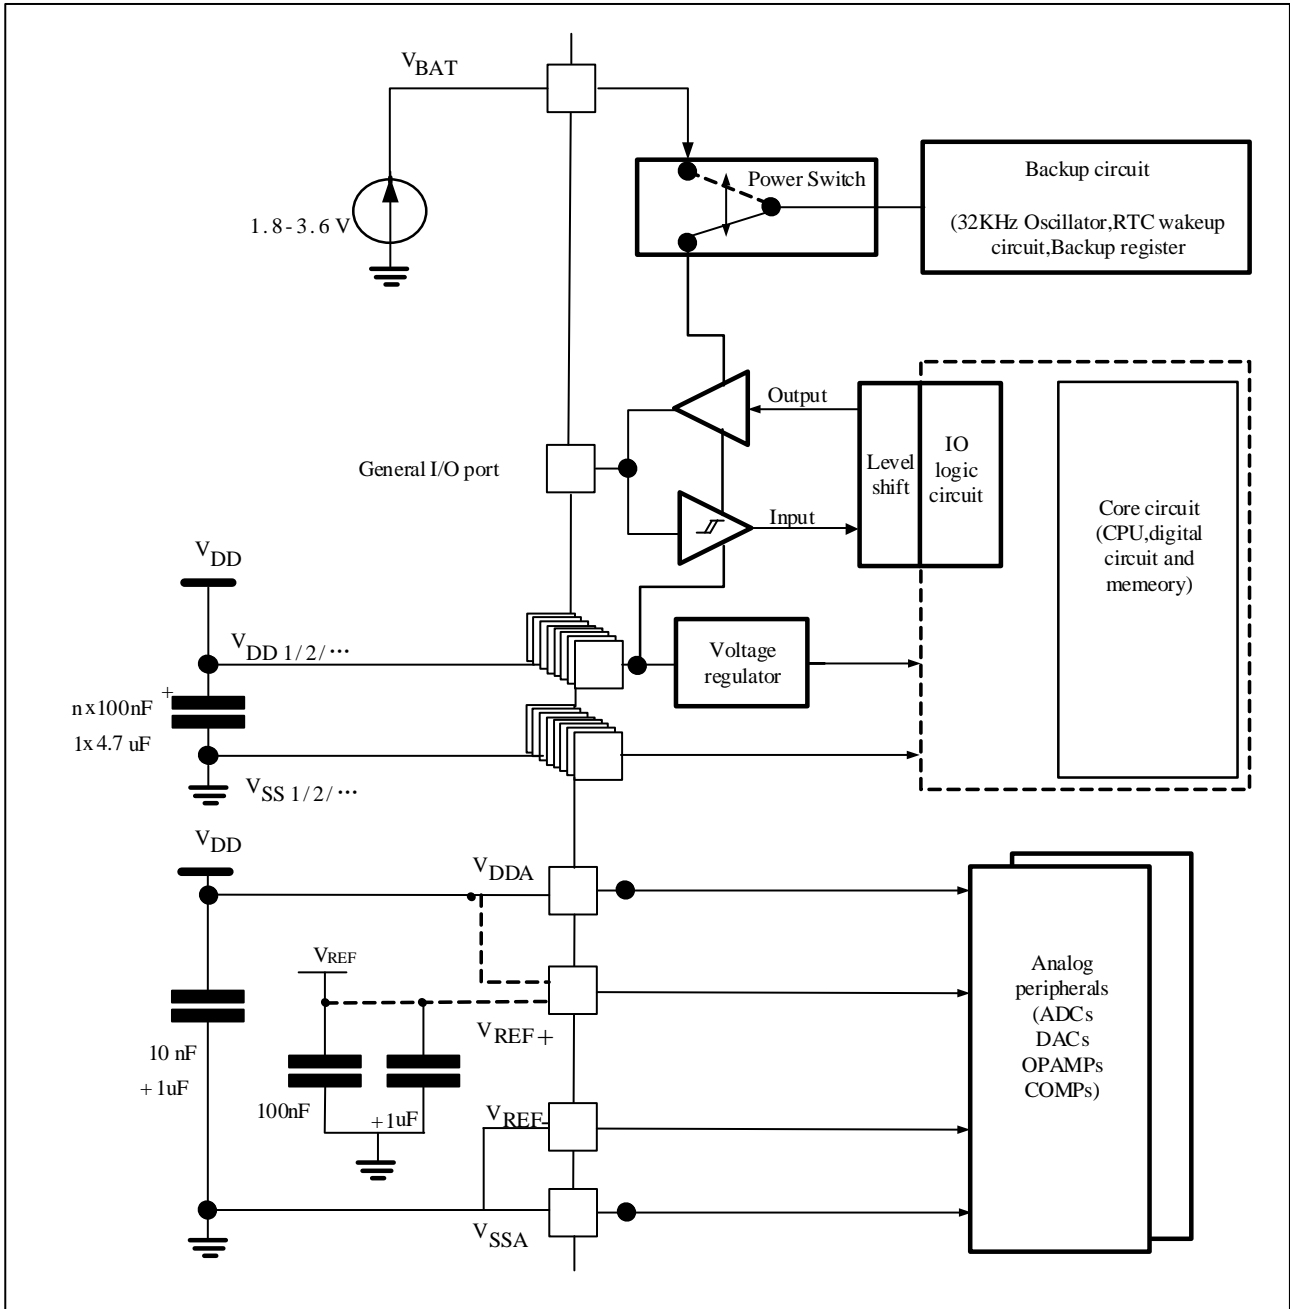 VBAT
1.8-3.6 V
Power Switch
Backup circuit
(32KHz Oscillator,RTC wakeup
circuit,Backup register
General I/O port
Output
Input
Level
shift
IO
logic
circuit
Core circuit
(CPU,digital
circuit and
memeory)
VDD
VDD 1/2/···
n x100nF
1x 4.7 uF
+
VSS 1/2/···
Voltage
regulator
VDD
VDDA
VREF
VREF+
10 nF
+1uF
100nF
+1uF
VREF-
VSSA
Analog
peripherals
(ADCs
DACs
OPAMPs
COMPs)